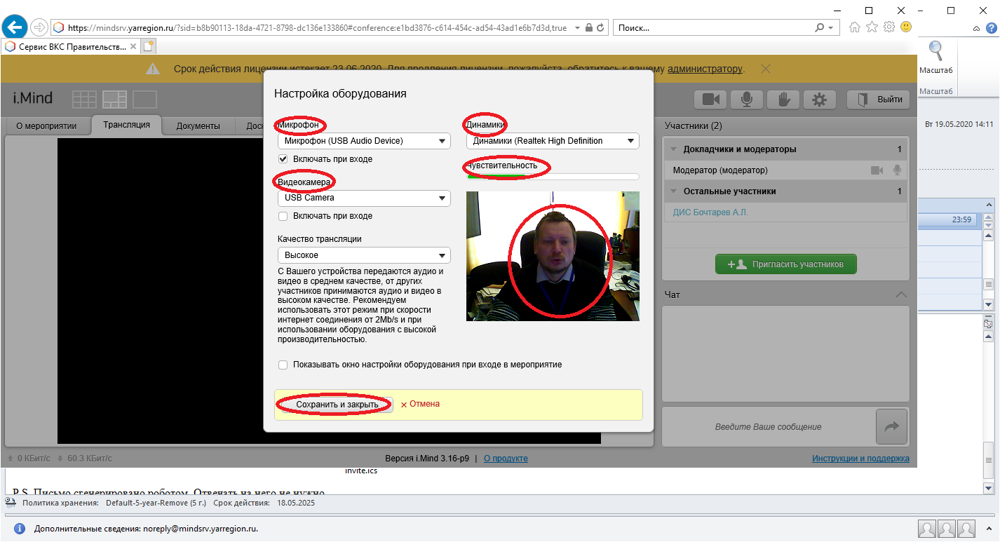 https://mindsrv.yarregion.ru/?sid=b8b90113-18da-4721-8798-dc136e133860#conference:e1bd3876-c614-454c-ad54-43ad1e6b7d3d,true
Поиск...
Сервис ВКС Правительств...
Срок действия лицензии истекает 23.06.2020. Для продления лицензии, пожалуйста, обратитесь к вашему администратору.
Масштаб
Масштаб
i.Mind
Выйти
О мероприятии
Трансляция
Документы
Дос
Участники (2)
Вт 19.05.2020 14:11
Докладчики и модераторы 1
Модератор (модератор)
Остальные участники 1
ДИС Бочтарев А.Л.
23:59
Пригласить участников
Чат
Введите Ваше сообщение
Настройка оборудования
Микрофон
Микрофон (USB Audio Device)
Включать при входе
Видеокамера
USB Camera
Включать при входе
Качество трансляции
Высокое
С Вашего устройства передаются аудио и
видео в среднем качестве, от других
участников принимаются аудио и видео в
высоком качестве. Рекомендуем
использовать этот режим при скорости
интернет соединения от 2Mb/s и при
использовании оборудования с высокой
производительностью.
Динамики
Динамики (Realtek High Definition
Чувствительность
Показывать окно настройки оборудования при входе в мероприятие
Сохранить и закрыть
× Отмена
0 КБит/с 60.3 КБит/с
Версия i.Mind 3.16-p9 | О продукте
Инструкции и поддержка
invite.ics
P.S. Письмо сгенерировано роботом. Отвечать на него не нужно
Политика хранения: Default-5-year-Remove (5 г.) Срок действия: 18.05.2025
Дополнительные сведения: noreply@mindsrv.yarregion.ru.